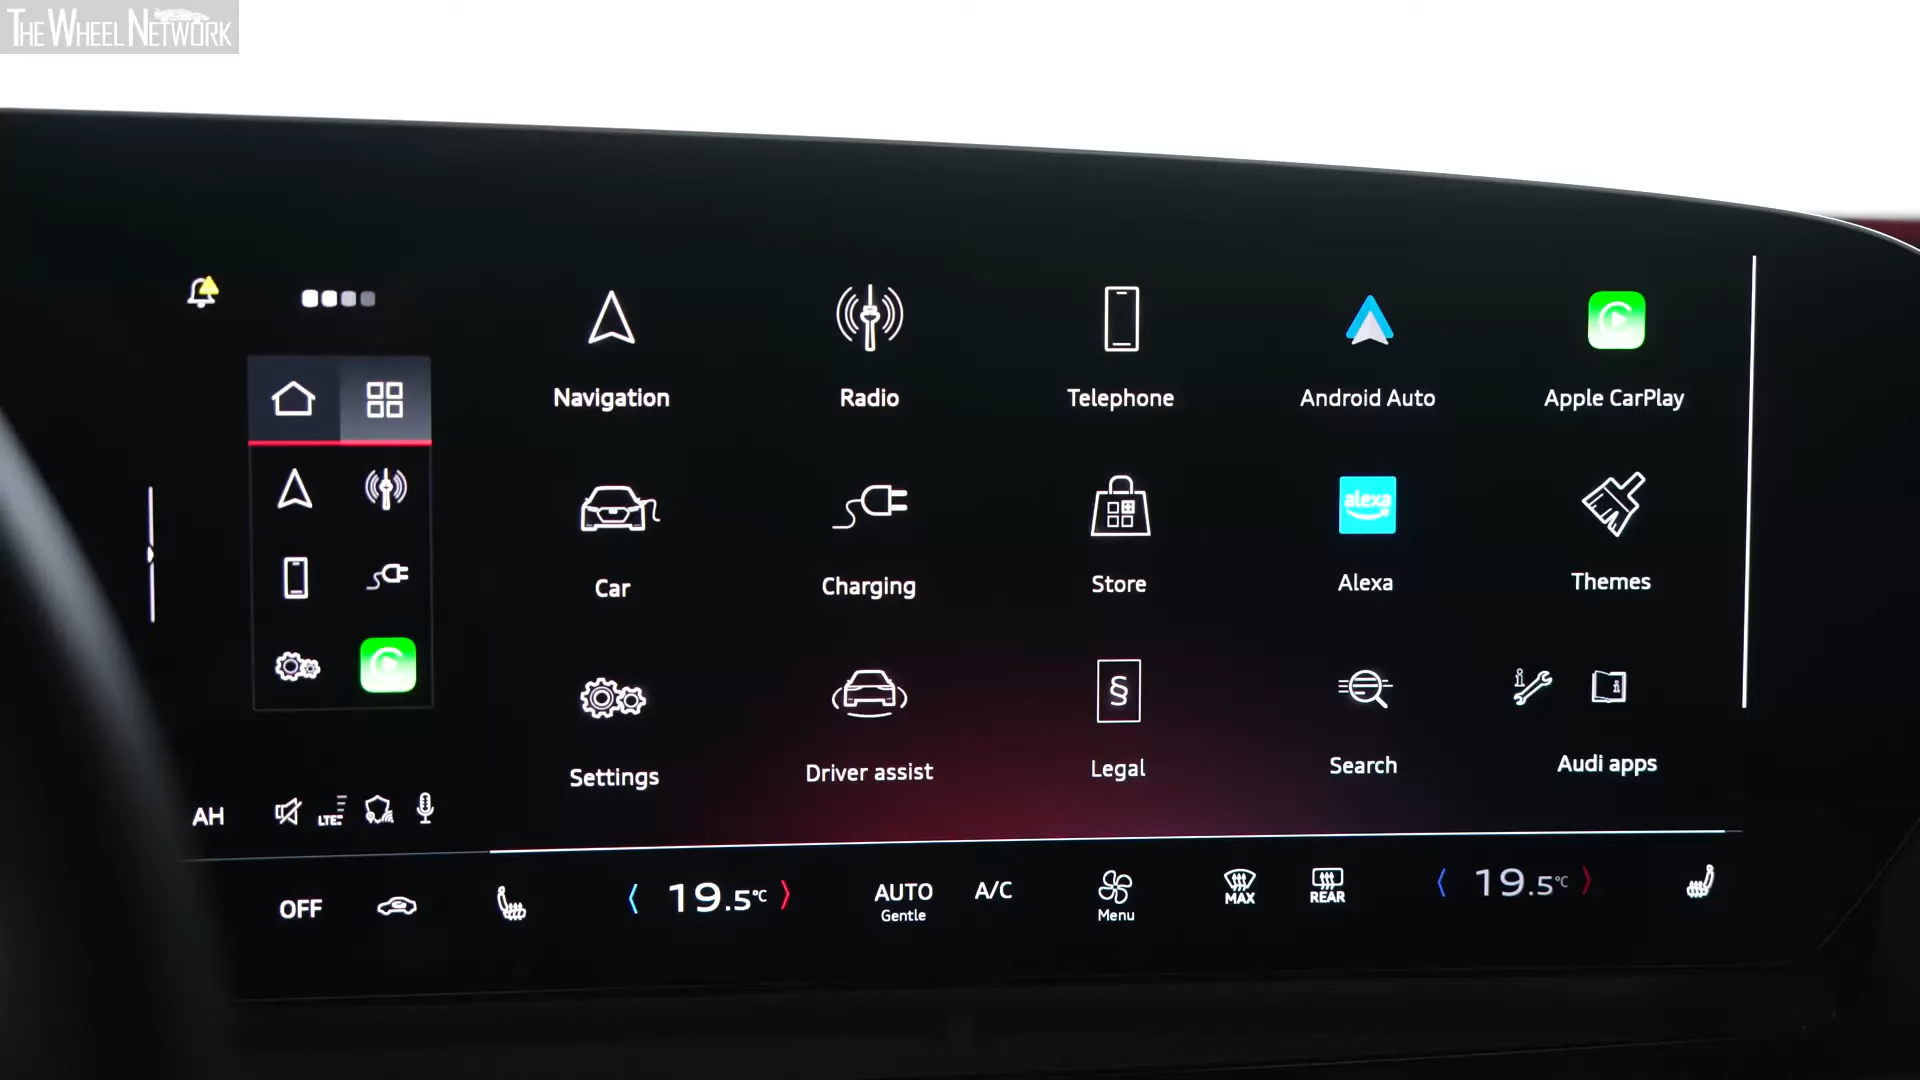 THE WHEEL NETWORK
Navigation
Radio
Telephone
Android Auto
Apple CarPlay
Car
Charging
Store
alexa
Alexa
Themes
Settings
Driver assist
§
Legal
Search
Audi apps
AH
LTE
OFF
19.5°C
AUTO
Gentle
A/C
Menu
MAX
REAR
19.5°C